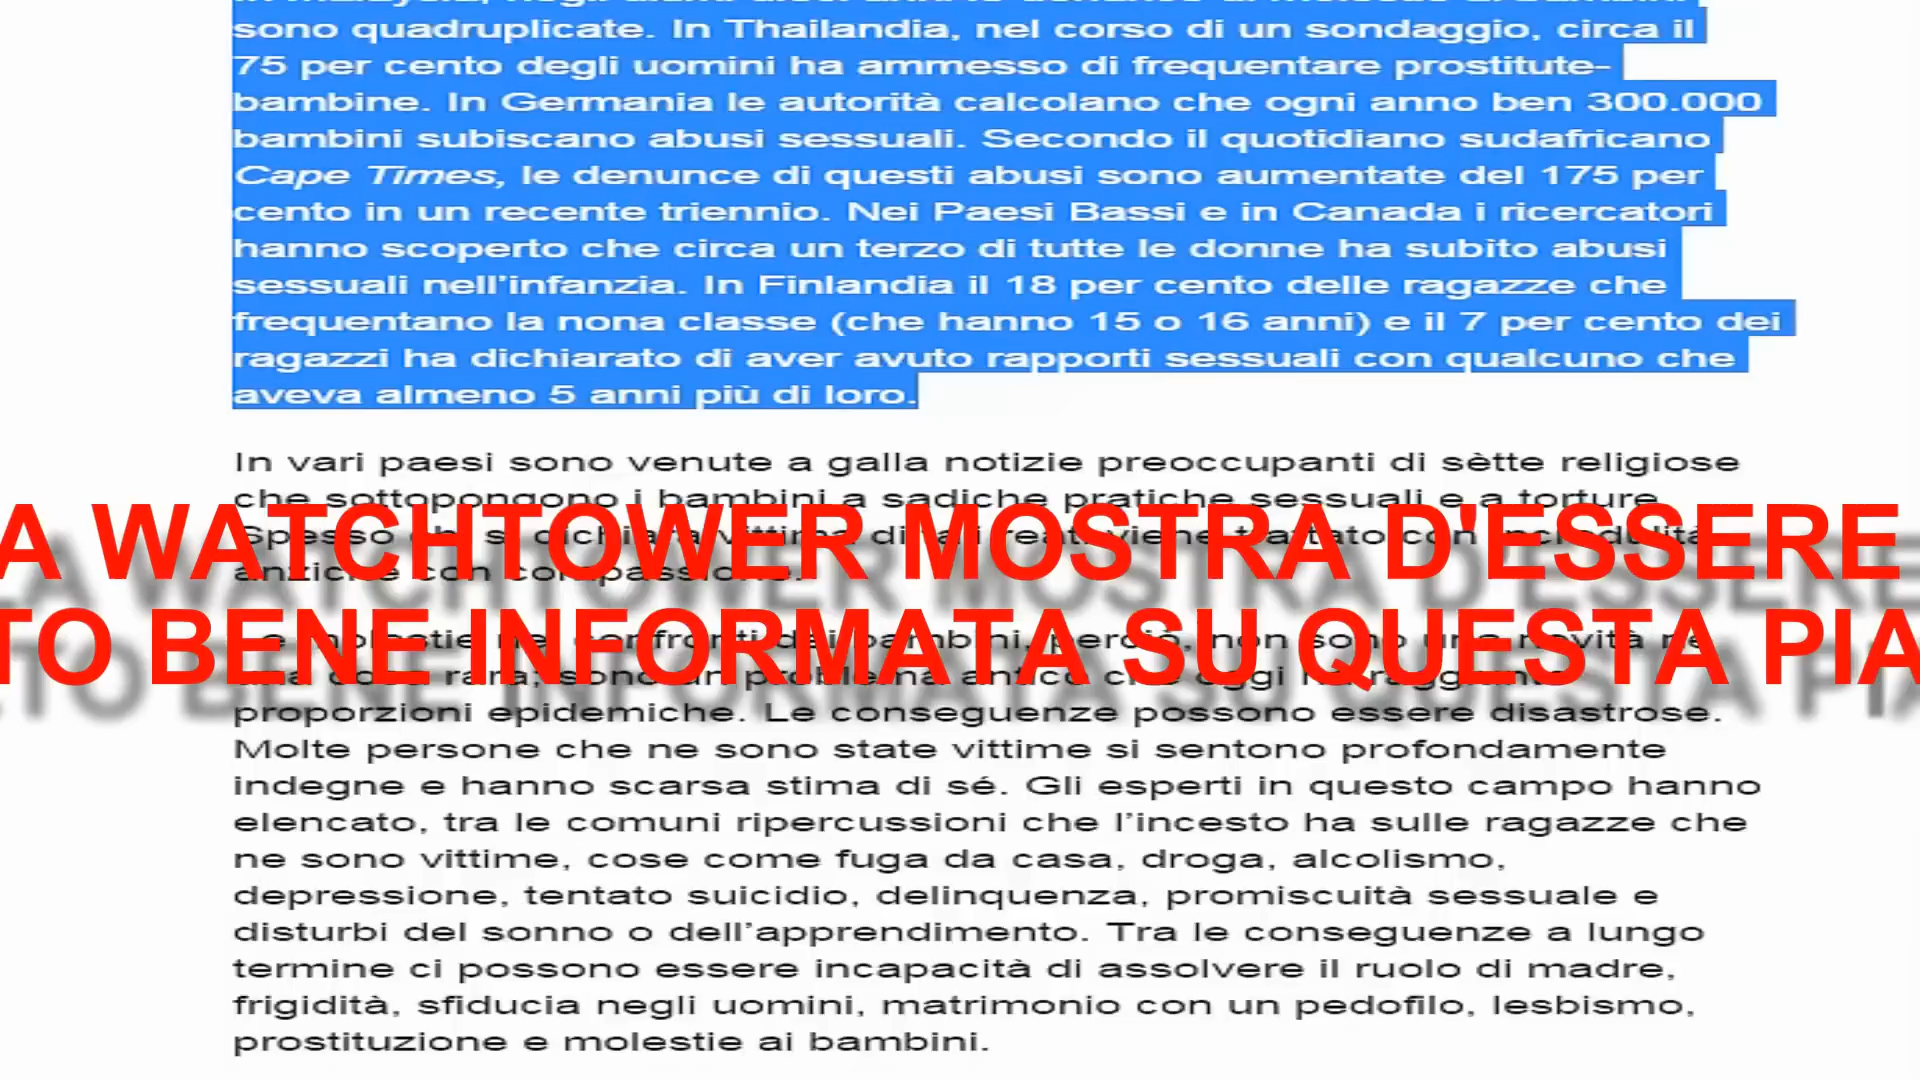 sono quadruplicate. In Thailandia, nel corso di un sondaggio, circa il
75 per cento degli uomini ha ammesso di frequentare prostitute-
bambine. In Germania le autorità calcolano che ogni anno ben 300.000
bambini subiscano abusi sessuali. Secondo il quotidiano sudafricano
Cape Times, le denunce di questi abusi sono aumentate del 175 per
cento in un recente triennio. Nei Paesi Bassi e in Canada i ricercatori
hanno scoperto che circa un terzo di tutte le donne ha subìto abusi
sessuali nell'infanzia. In Finlandia il 18 per cento delle ragazze che
frequentano la nona classe (che hanno 15 o 16 anni) e il 7 per cento dei
ragazzi ha dichiarato di aver avuto rapporti sessuali con qualcuno che
aveva almeno 5 anni più di loro.
In vari paesi sono venute a galla notizie preoccupanti di sètte religiose
che sottopongono i bambini a sadiche pratiche sessuali e a torture.
A WATCHTOWER MOSTRA D'ESSERE
TO BENE INFORMATA SU QUESTA PIA
proporzioni epidemiche. Le conseguenze possono essere disastrose.
Molte persone che ne sono state vittime si sentono profondamente
indegne e hanno scarsa stima di sé. Gli esperti in questo campo hanno
elencato, tra le comuni ripercussioni che l'incesto ha sulle ragazze che
ne sono vittime, cose come fuga da casa, droga, alcolismo,
depressione, tentato suicidio, delinquenza, promiscuità sessuale e
disturbi del sonno o dell'apprendimento. Tra le conseguenze a lungo
termine ci possono essere incapacità di assolvere il ruolo di madre,
frigidità, sfiducia negli uomini, matrimonio con un pedofilo, lesbismo,
prostituzione e molestie ai bambini.